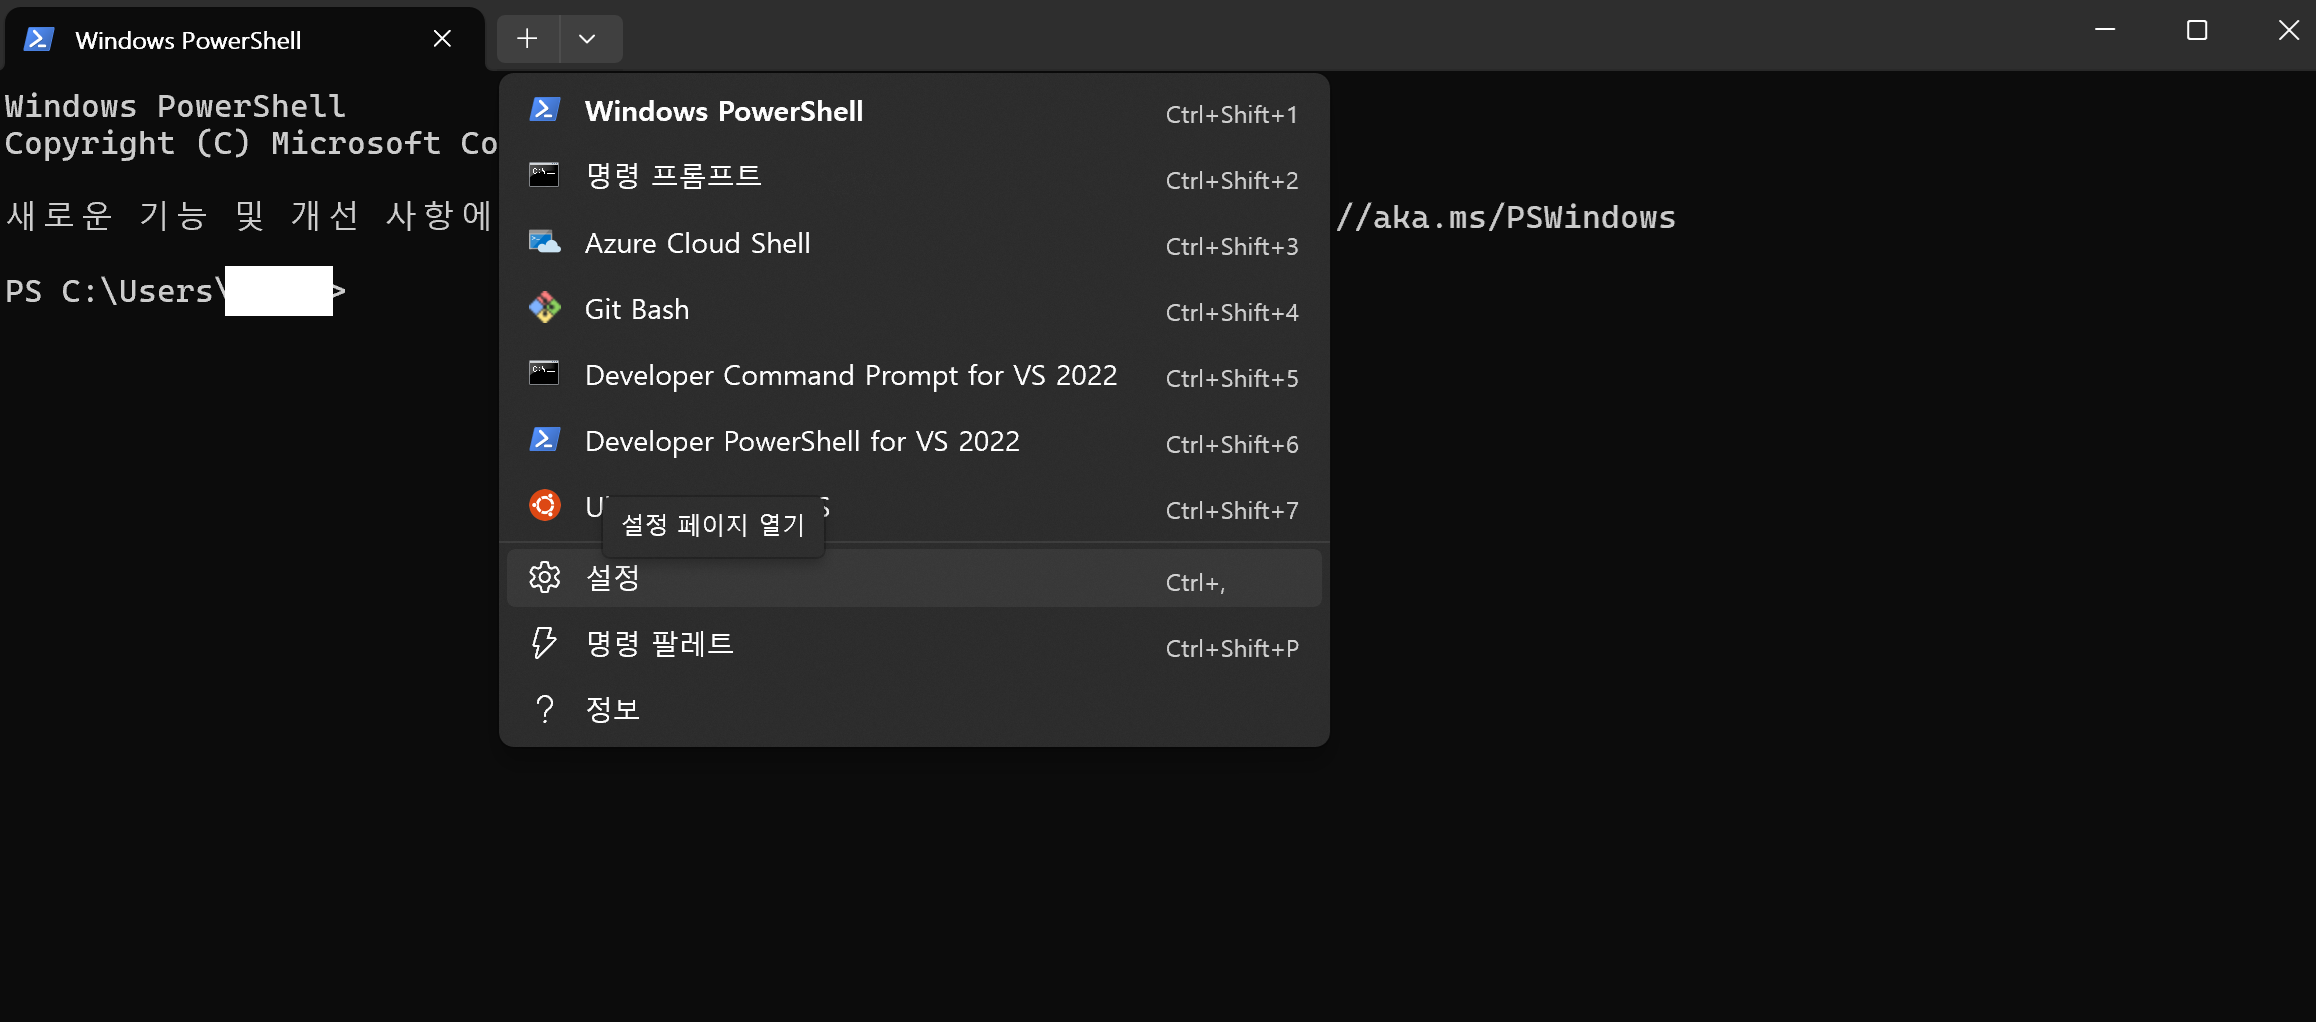 Windows PowerShell
Windows PowerShell
Copyright (C) Microsoft Co
새로운 기능 및 개선 사항에 //aka.ms/PSWindows
PS C:\Users\ >
Windows PowerShell Ctrl+Shift+1
명령 프롬프트 Ctrl+Shift+2
Azure Cloud Shell Ctrl+Shift+3
Git Bash Ctrl+Shift+4
Developer Command Prompt for VS 2022 Ctrl+Shift+5
Developer PowerShell for VS 2022 Ctrl+Shift+6
Ctrl+Shift+7
설정 페이지 열기
설정 Ctrl+,
명령 팔레트 Ctrl+Shift+P
정보